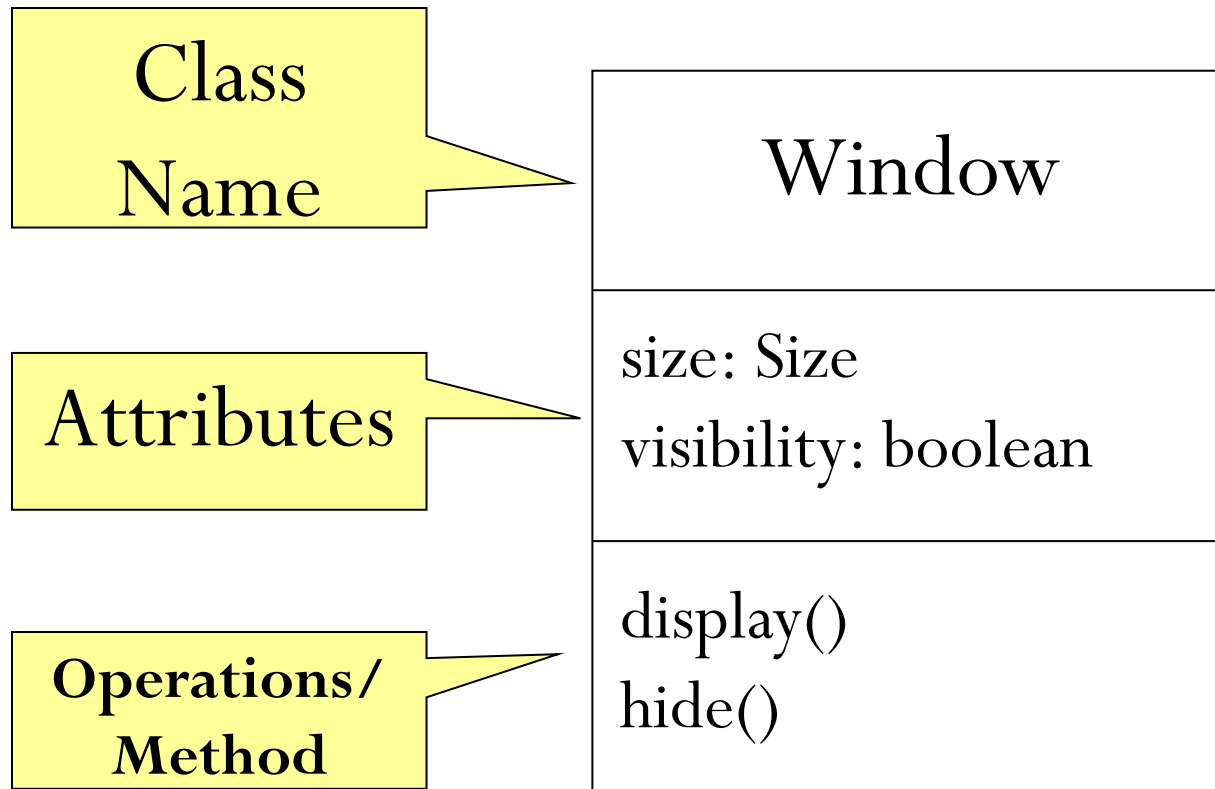 Class
Name
Window
Attributes
size: Size
visibility: boolean
Operations/
Method
display()
hide()